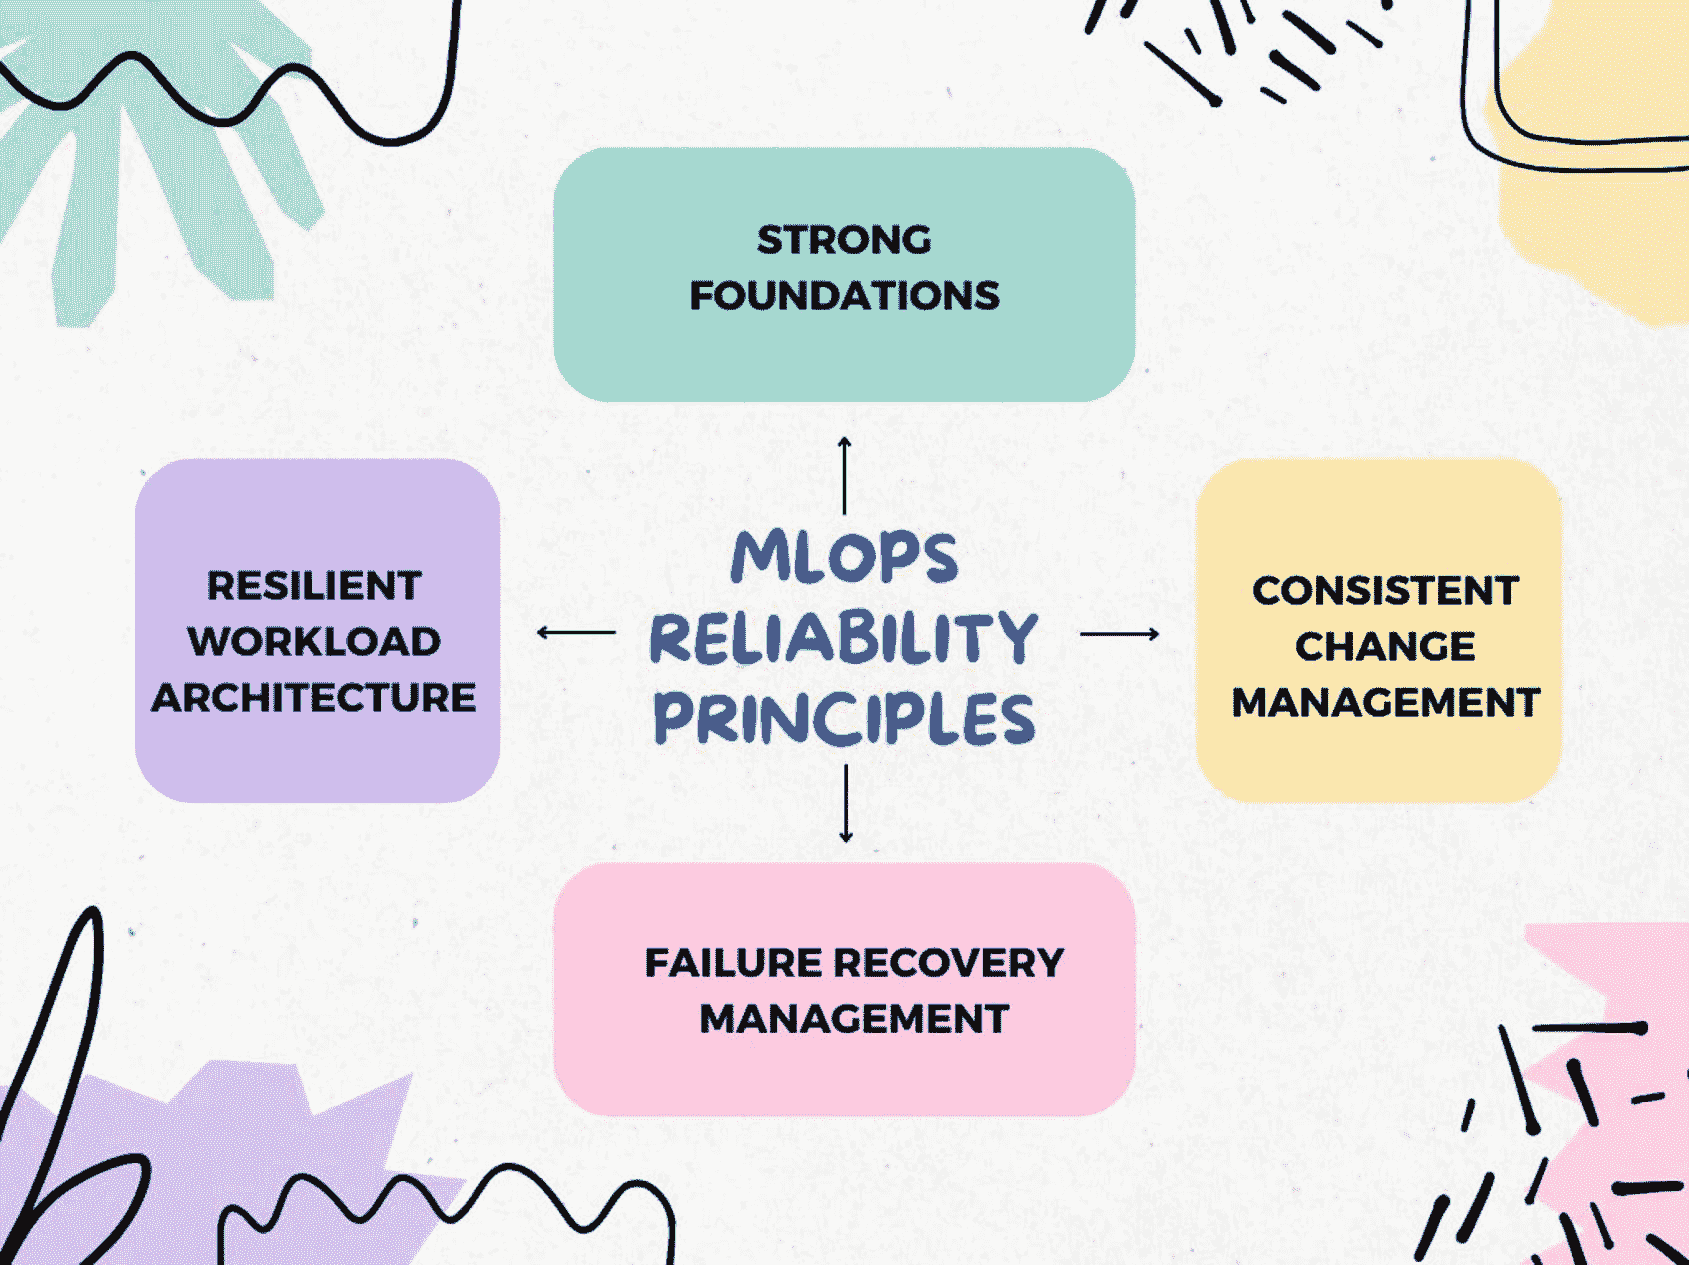 STRONG
FOUNDATIONS
RESILIENT
WORKLOAD
ARCHITECTURE
MLOPS
RELIABILITY
PRINCIPLES
CONSISTENT
CHANGE
MANAGEMENT
FAILURE RECOVERY
MANAGEMENT